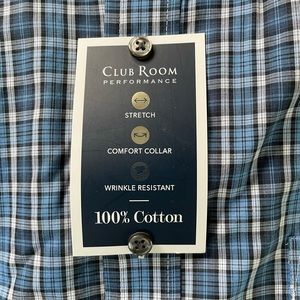 CLUB ROOM
PERFORMANCE
STRETCH
COMFORT COLLAR
WRINKLE RESISTANT
100% Cotton